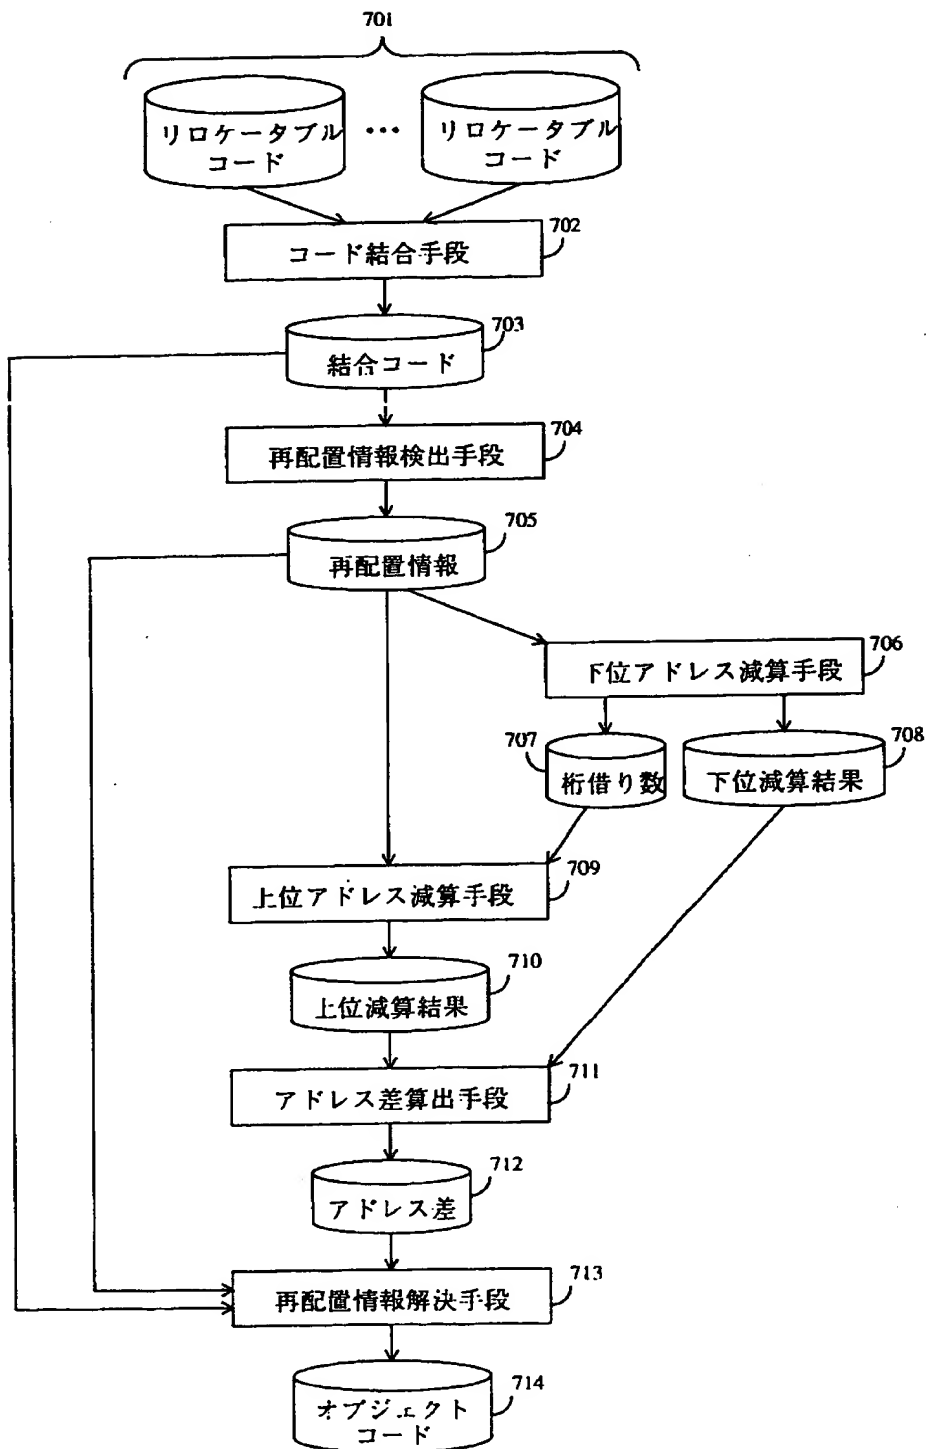 701
リロケータブル
コード
...
リロケータブル
コード
702
コード結合手段
703
結合コード
704
再配置情報検出手段
705
再配置情報
706
下位アドレス減算手段
707
桁借り数
708
下位減算結果
709
上位アドレス減算手段
710
上位減算結果
711
アドレス差算出手段
712
アドレス差
713
再配置情報解決手段
714
オブジェクト
コード